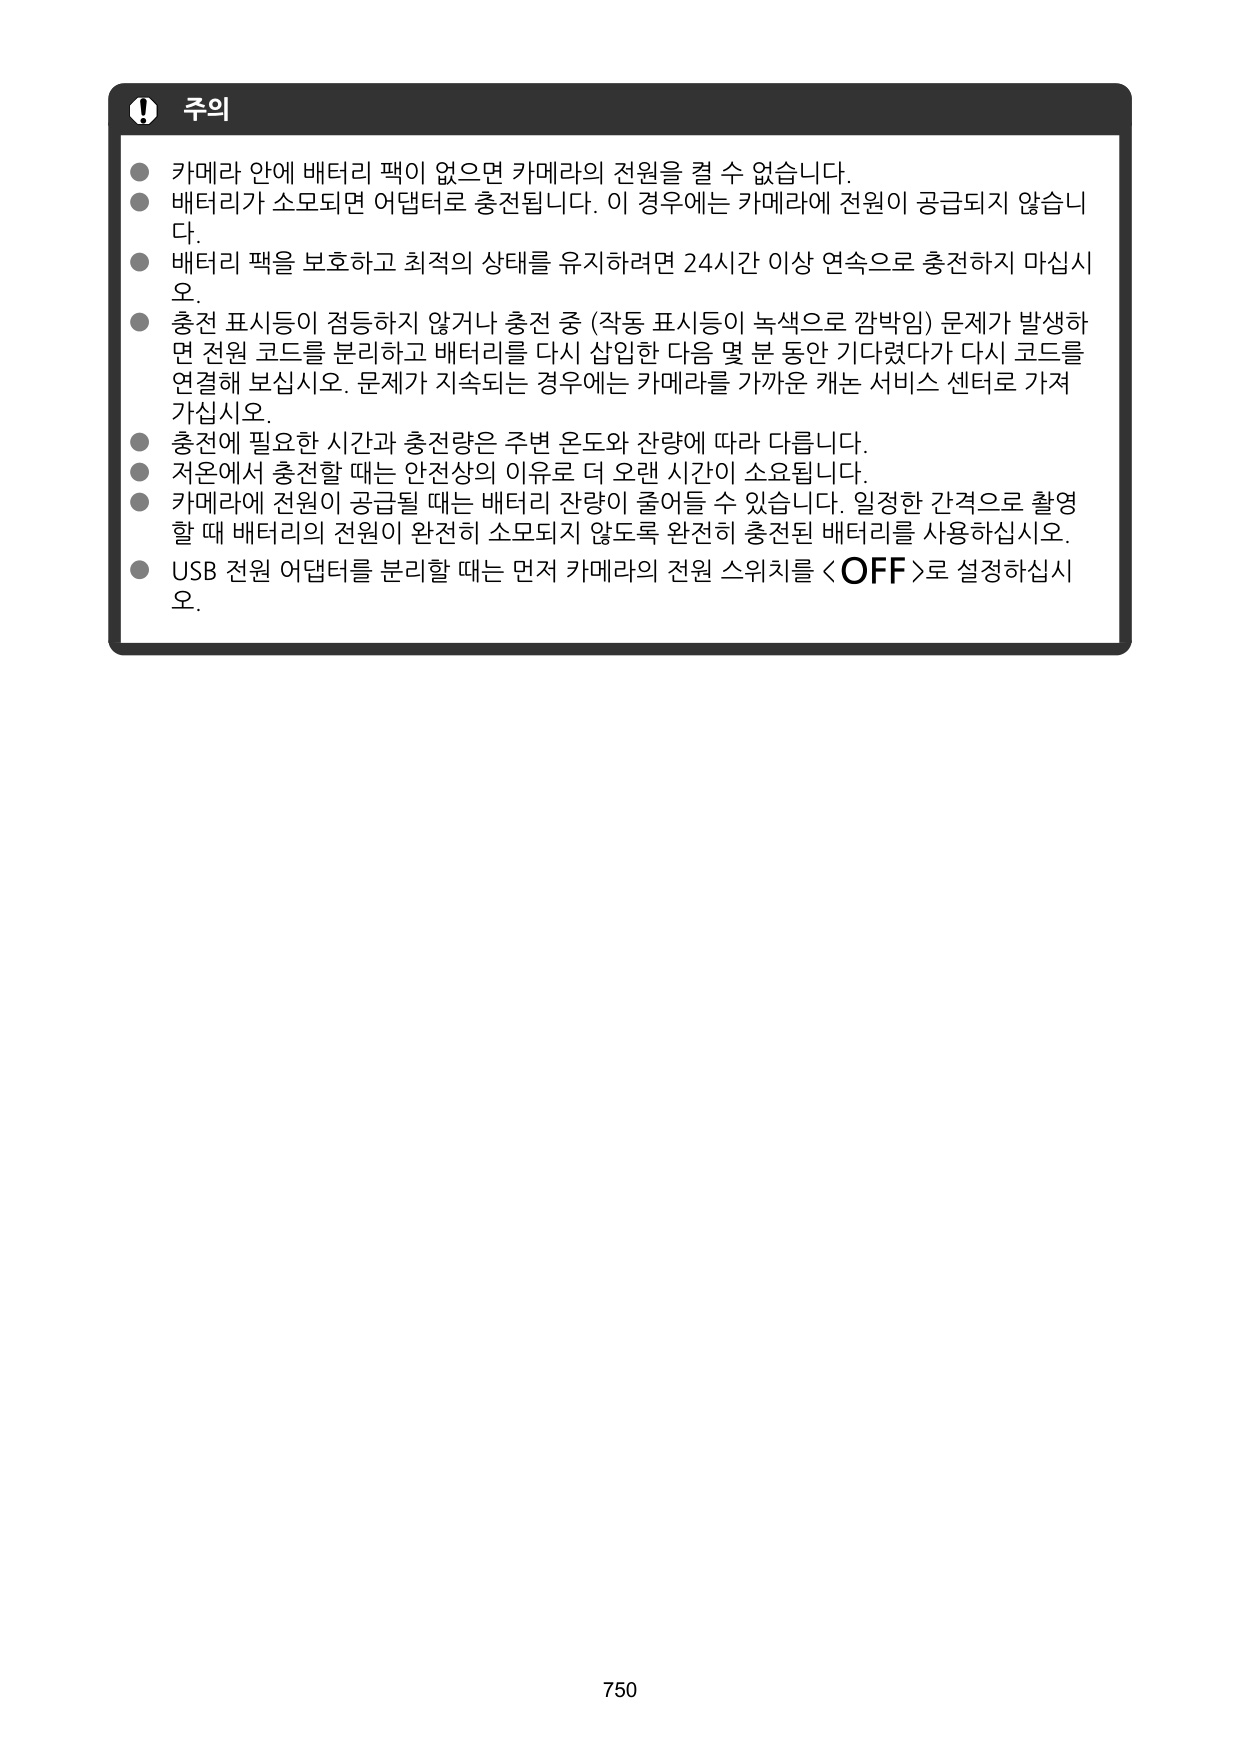 주의
● 카메라 안에 배터리 팩이 없으면 카메라의 전원을 켤 수 없습니다.
● 배터리가 소모되면 어댑터로 충전됩니다. 이 경우에는 카메라에 전원이 공급되지 않습니
다.
● 배터리 팩을 보호하고 최적의 상태를 유지하려면 24시간 이상 연속으로 충전하지 마십시
오.
● 충전 표시등이 점등하지 않거나 충전 중 (작동 표시등이 녹색으로 깜박임) 문제가 발생하
면 전원 코드를 분리하고 배터리를 다시 삽입한 다음 몇 분 동안 기다렸다가 다시 코드를
연결해 보십시오. 문제가 지속되는 경우에는 카메라를 가까운 캐논 서비스 센터로 가져
가십시오.
● 충전에 필요한 시간과 충전량은 주변 온도와 잔량에 따라 다릅니다.
● 저온에서 충전할 때는 안전상의 이유로 더 오랜 시간이 소요됩니다.
● 카메라에 전원이 공급될 때는 배터리 잔량이 줄어들 수 있습니다. 일정한 간격으로 촬영
할 때 배터리의 전원이 완전히 소모되지 않도록 완전히 충전된 배터리를 사용하십시오.
● USB 전원 어댑터를 분리할 때는 먼저 카메라의 전원 스위치를 <OFF>로 설정하십시
오.
750